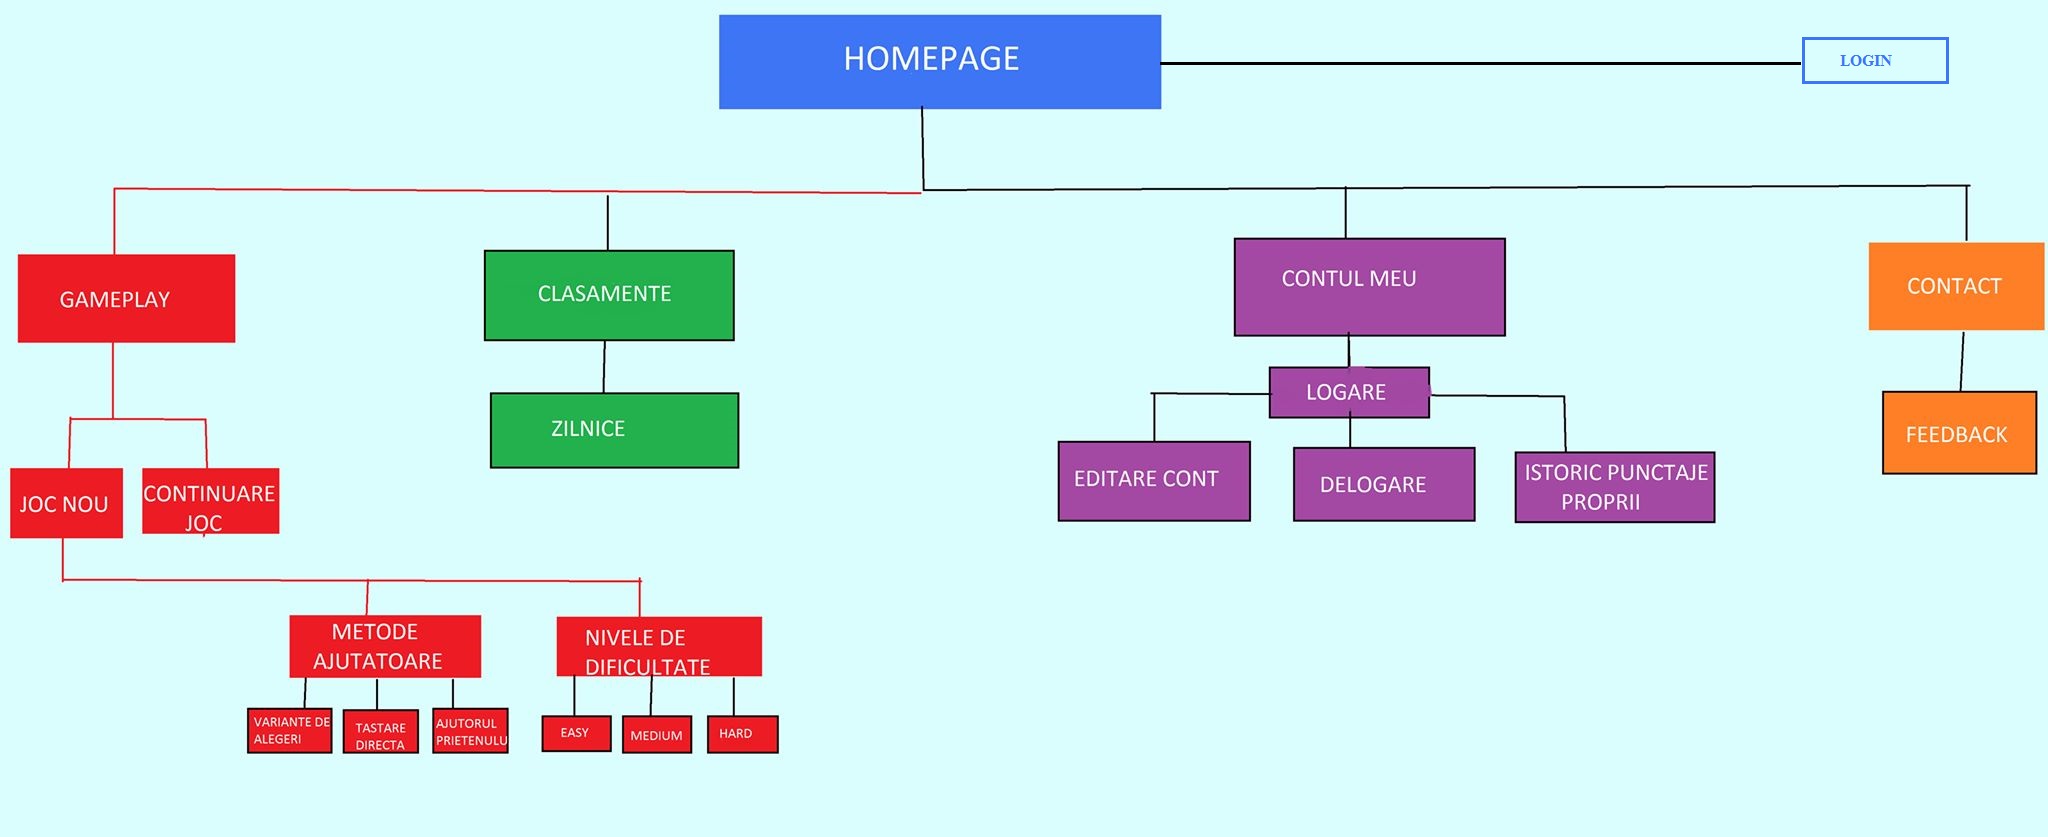 HOMEPAGE
LOGIN
GAMEPLAY
CLASAMENTE
CONTUL MEU
CONTACT
ZILNICE
LOGARE
FEEDBACK
JOC NOU
CONTINUARE
JOC
EDITARE CONT
DELOGARE
ISTORIC PUNCTAJE
PROPRII
METODE
AJUTATOARE
NIVELE DE
DIFICULTATE
VARIANTE DE
ALEGERI
TASTARE
DIRECTA
AJUTORUL
PRIETENULU
EASY
MEDIUM
HARD